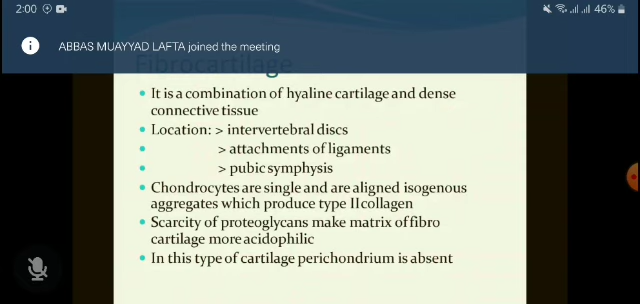 2:00 46%
ABBAS MUAYYAD LAFTA joined the meeting
Fibrocartilage
• It is a combination of hyaline cartilage and dense
connective tissue
• Location: > intervertebral discs
• > attachments of ligaments
• > pubic symphysis
• Chondrocytes are single and are aligned isogenous
aggregates which produce type II collagen
• Scarcity of proteoglycans make matrix of fibro
cartilage more acidophilic
• In this type of cartilage perichondrium is absent